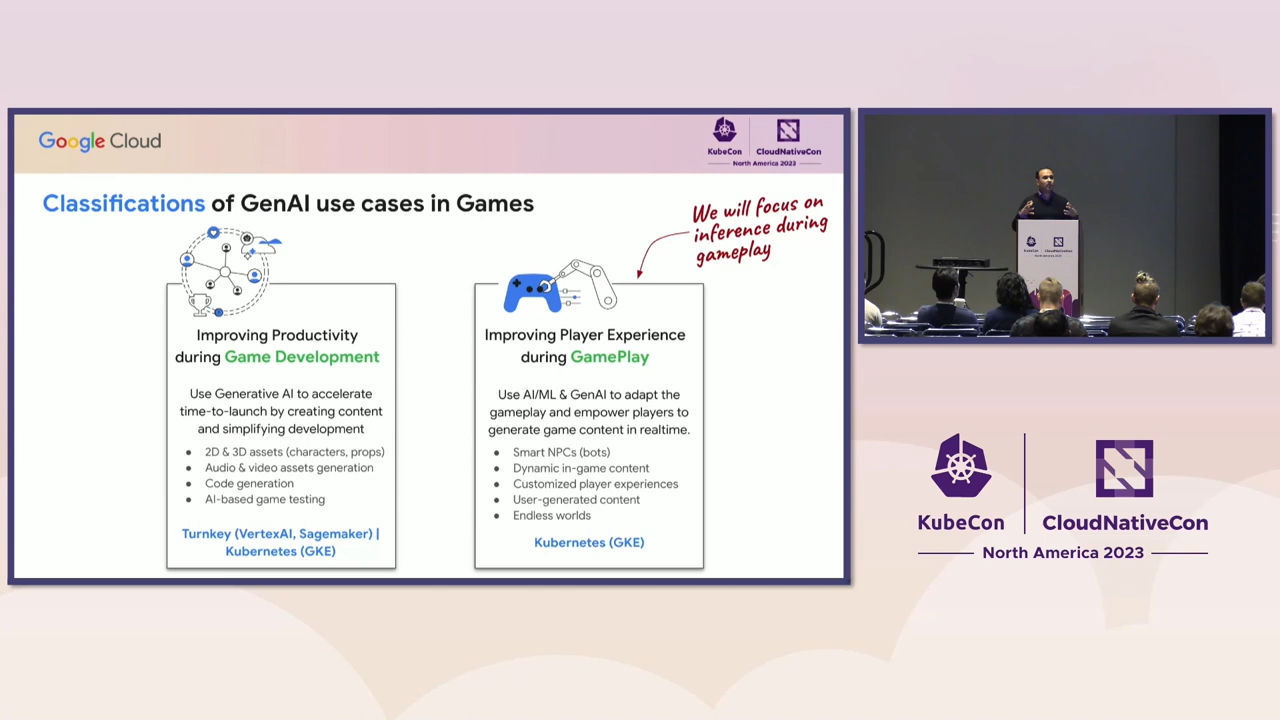 Google Cloud
KubeCon
CloudNativeCon
North America 2023
Classifications of GenAI use cases in Games
We will focus on
inference during
gameplay
Improving Productivity
during Game Development
Use Generative AI to accelerate
time-to-launch by creating content
and simplifying development
● 2D & 3D assets (characters, props)
● Audio & video assets generation
● Code generation
● AI-based game testing
Turnkey (VertexAI, Sagemaker) |
Kubernetes (GKE)
Improving Player Experience
during GamePlay
Use AI/ML & GenAI to adapt the
gameplay and empower players to
generate game content in realtime.
● Smart NPCs (bots)
● Dynamic in-game content
● Customized player experiences
● User-generated content
● Endless worlds
Kubernetes (GKE)
KubeCon
CloudNativeCon
North America 2023